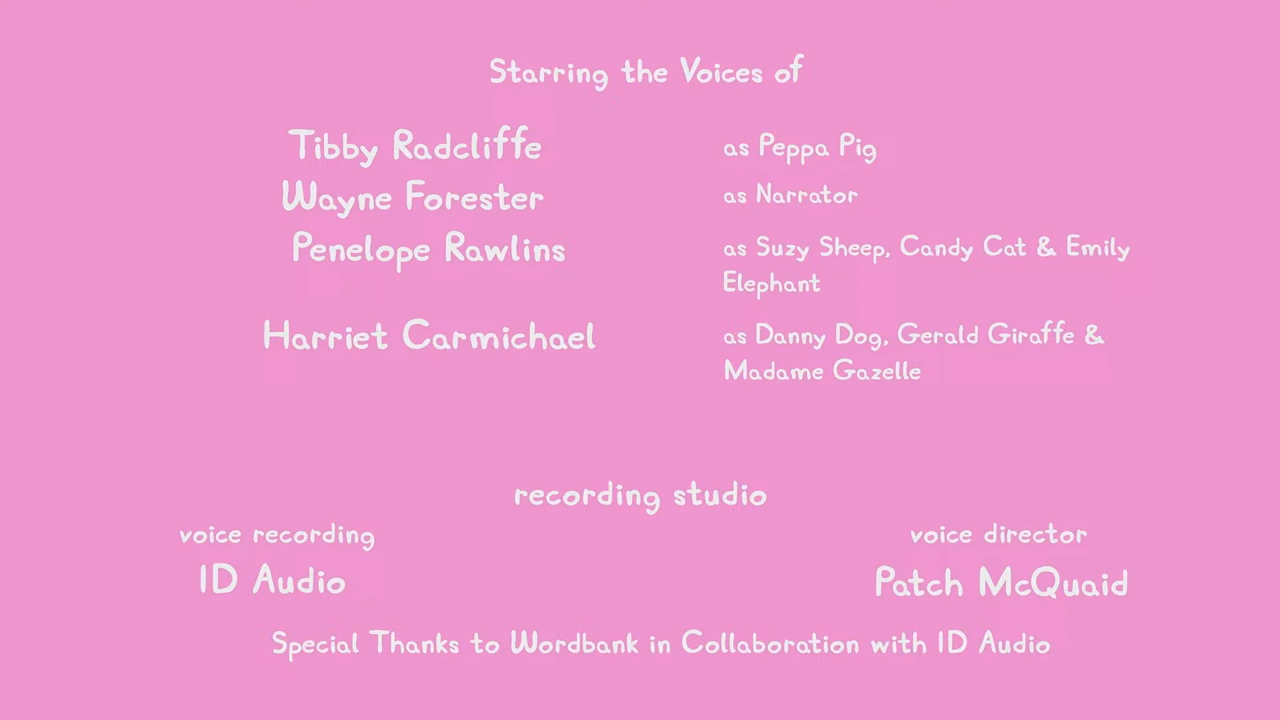 Starring the Voices of
Tibby Radcliffe as Peppa Pig
Wayne Forester as Narrator
Penelope Rawlins as Suzy Sheep, Candy Cat & Emily
Elephant
Harriet Carmichael as Danny Dog, Gerald Giraffe &
Madame Gazelle
recording studio
voice recording voice director
ID Audio Patch McQuaid
Special Thanks to Wordbank in Collaboration with ID Audio